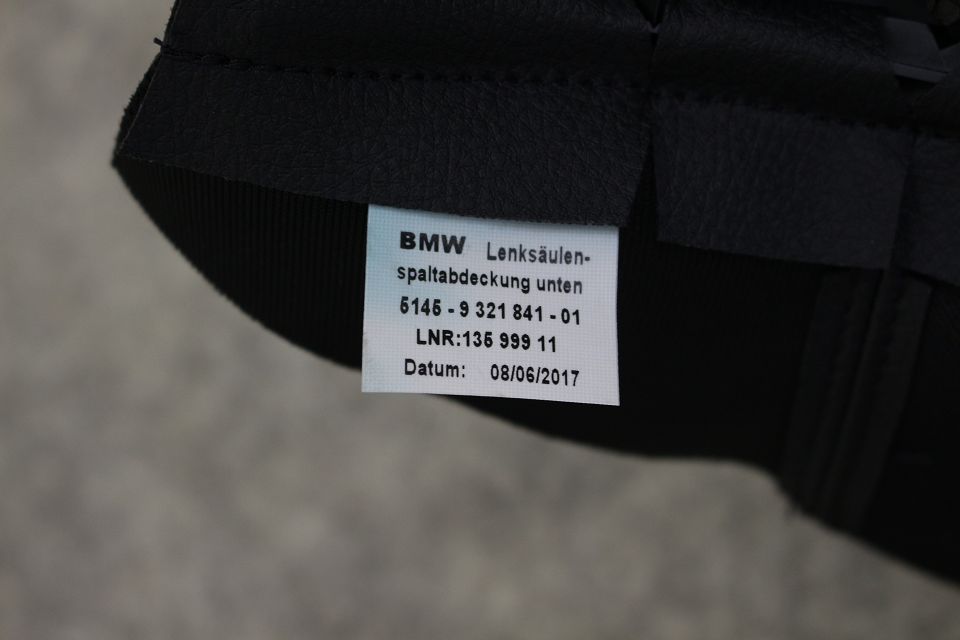 BMW Lenksäulen-
spaltabdeckung unten
5145 - 9 321 841 - 01
LNR:135 999 11
Datum: 08/06/2017